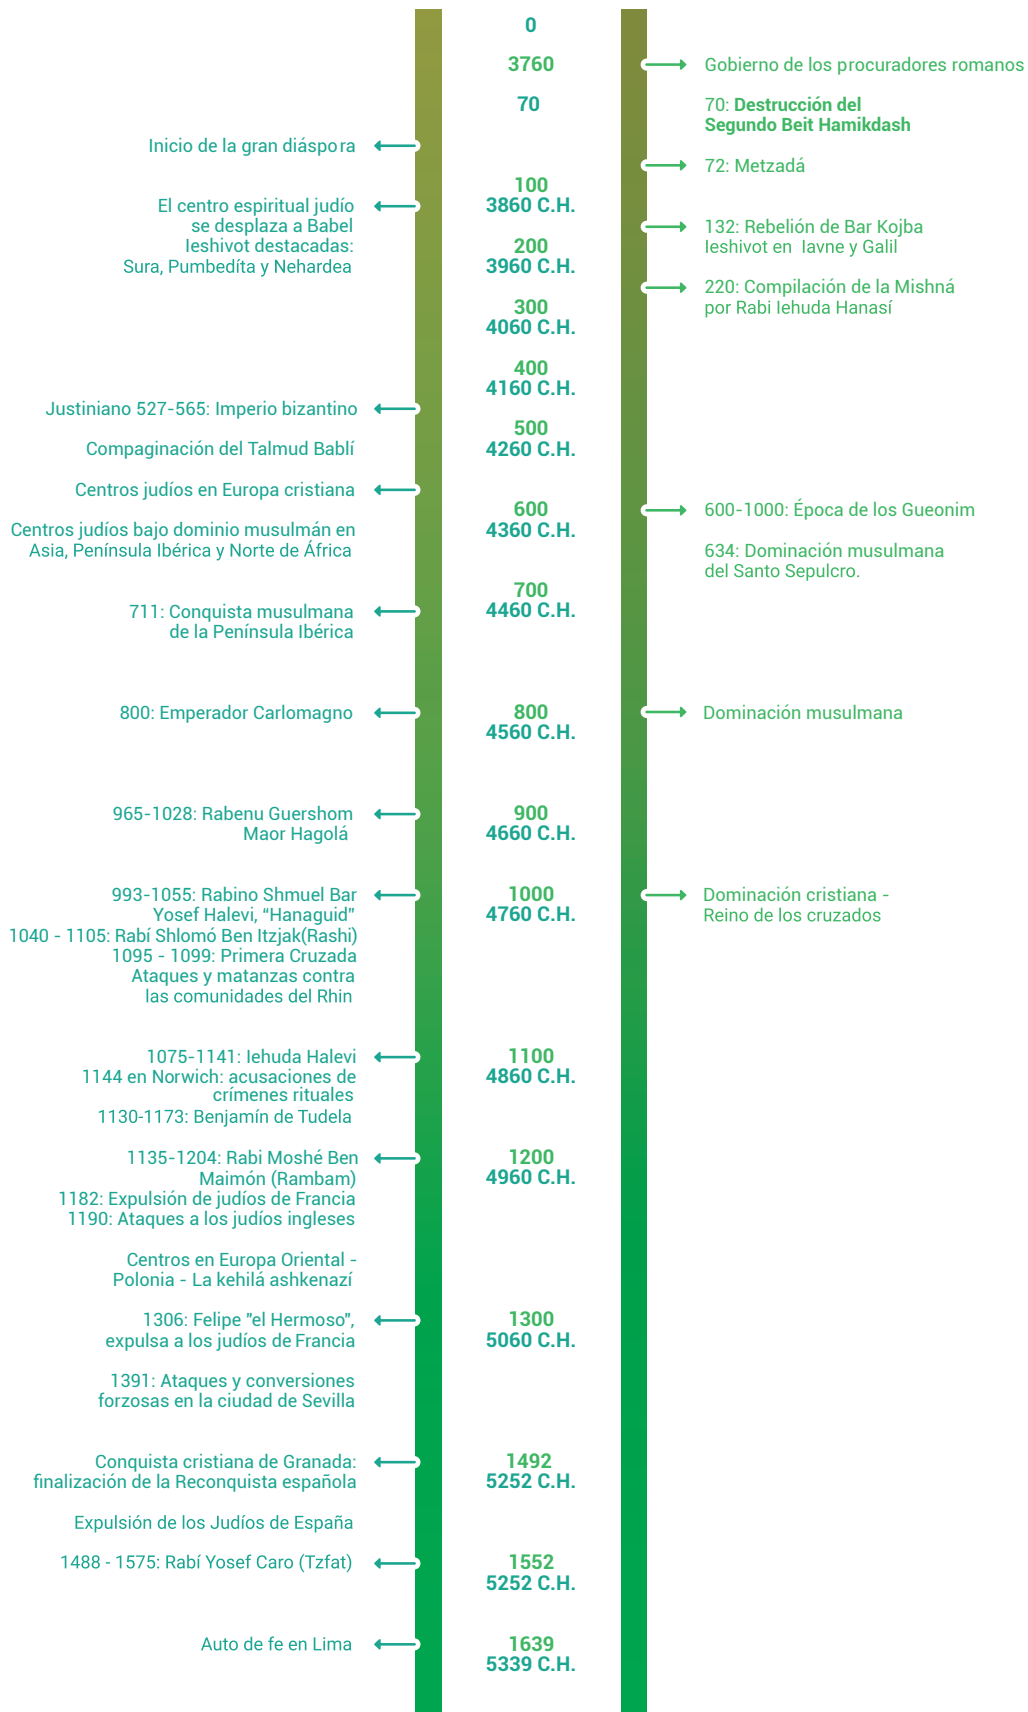 0
3760
Gobierno de los procuradores romanos
70
70: Destrucción del
Segundo Beit Hamikdash
Inicio de la gran diáspora
72: Metzadá
100
3860 C.H.
El centro espiritual judío
se desplaza a Babel
Ieshivot destacadas:
Sura, Pumbedíta y Nehardea
132: Rebelión de Bar Kojba
Ieshivot en Iavne y Galil
200
3960 C.H.
220: Compilación de la Mishná
por Rabi Iehuda Hanasí
300
4060 C.H.
400
4160 C.H.
Justiniano 527-565: Imperio bizantino
500
4260 C.H.
Compaginación del Talmud Bablí
Centros judíos en Europa cristiana
600
4360 C.H.
600-1000: Época de los Gueonim
Centros judíos bajo dominio musulmán en
Asia, Península Ibérica y Norte de África
634: Dominación musulmana
del Santo Sepulcro.
700
4460 C.H.
711: Conquista musulmana
de la Península Ibérica
800: Emperador Carlomagno
800
4560 C.H.
Dominación musulmana
965-1028: Rabenu Guershom
Maor Hagolá
900
4660 C.H.
993-1055: Rabino Shmuel Bar
Yosef Halevi, “Hanaguid”
1040 - 1105: Rabí Shlomó Ben Itzjak(Rashi)
1095 - 1099: Primera Cruzada
Ataques y matanzas contra
las comunidades del Rhin
1000
4760 C.H.
Dominación cristiana -
Reino de los cruzados
1075-1141: Iehuda Halevi
1144 en Norwich: acusaciones de
crímenes rituales
1130-1173: Benjamín de Tudela
1100
4860 C.H.
1135-1204: Rabi Moshé Ben
Maimón (Rambam)
1182: Expulsión de judíos de Francia
1190: Ataques a los judíos ingleses
1200
4960 C.H.
Centros en Europa Oriental -
Polonia - La kehilá ashkenazí
1306: Felipe "el Hermoso",
expulsa a los judíos de Francia
1300
5060 C.H.
1391: Ataques y conversiones
forzosas en la ciudad de Sevilla
Conquista cristiana de Granada:
finalización de la Reconquista española
1492
5252 C.H.
Expulsión de los Judíos de España
1488 - 1575: Rabí Yosef Caro (Tzfat)
1552
5252 C.H.
Auto de fe en Lima
1639
5339 C.H.